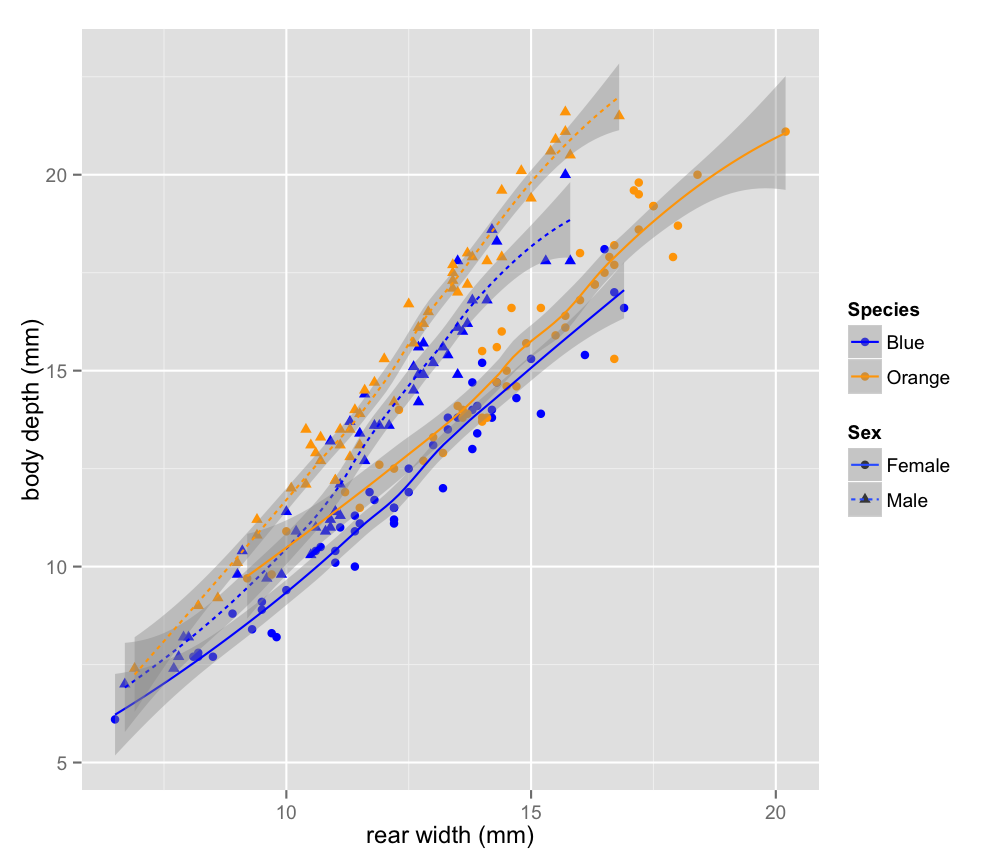 20
15
10
5
10 15 20
rear width (mm)
body depth (mm)
Species
Blue
Orange
Sex
Female
Male